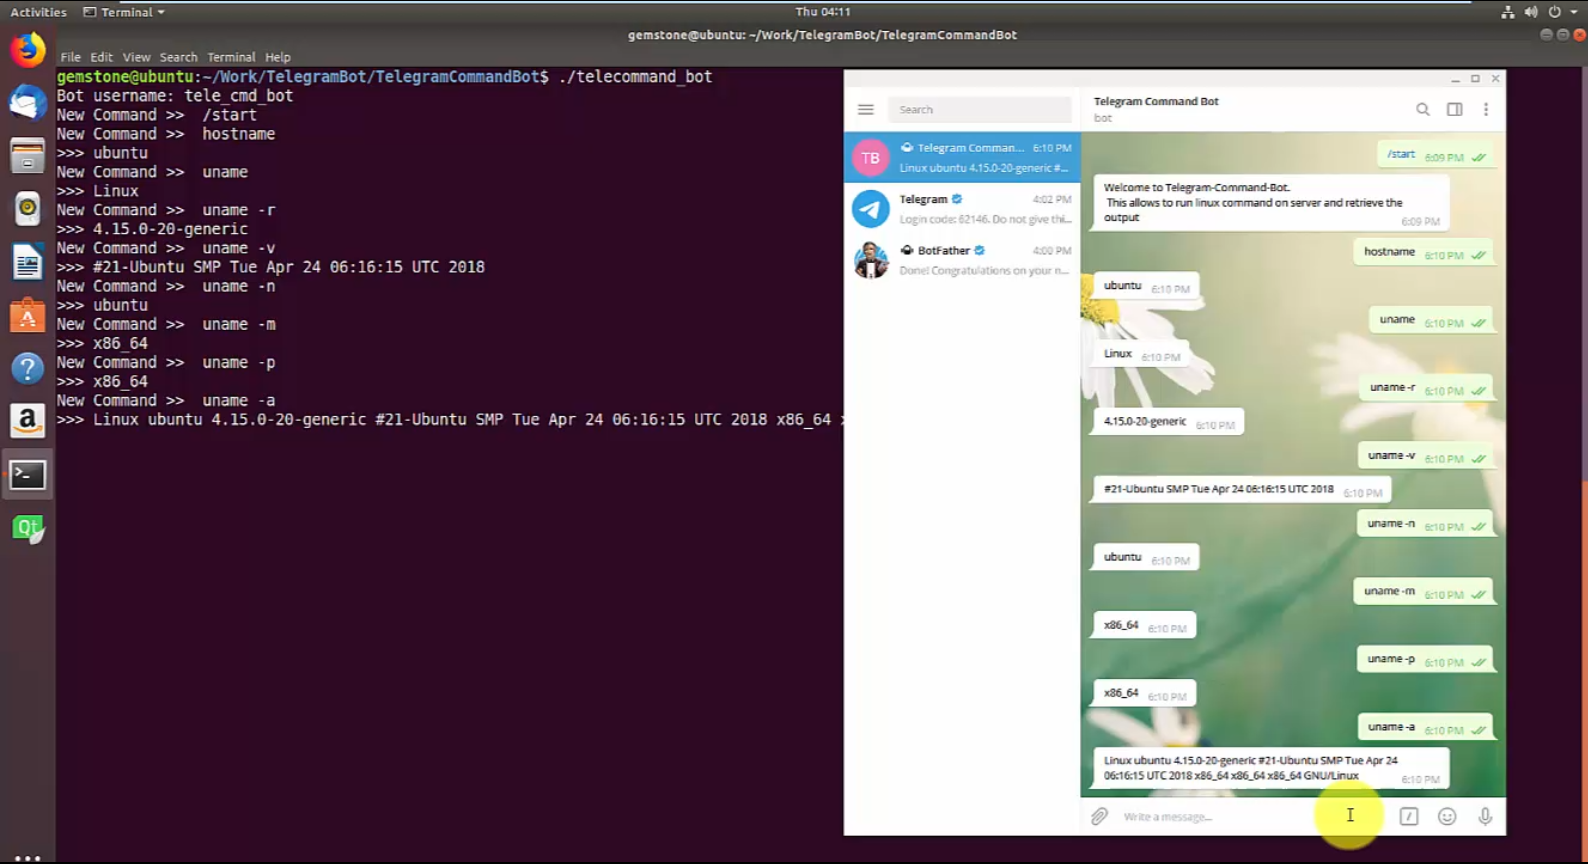 Activities Terminal
Thu 04:11
gemstone@ubuntu: ~/Work/TelegramBot/TelegramCommandBot
File Edit View Search Terminal Help
gemstone@ubuntu:~/Work/TelegramBot/TelegramCommandBot$ ./telecommand_bot
Bot username: tele_cmd_bot
New Command >> /start
New Command >> hostname
>>> ubuntu
New Command >> uname
>>> Linux
New Command >> uname -r
>>> 4.15.0-20-generic
New Command >> uname -v
>>> #21-Ubuntu SMP Tue Apr 24 06:16:15 UTC 2018
New Command >> uname -n
>>> ubuntu
New Command >> uname -m
>>> x86_64
New Command >> uname -p
>>> x86_64
New Command >> uname -a
>>> Linux ubuntu 4.15.0-20-generic #21-Ubuntu SMP Tue Apr 24 06:16:15 UTC 2018 x86_64 x
Search
TB
Telegram Comman... 6:10 PM
Linux ubuntu 4.15.0-20-generic #...
Telegram 4:02 PM
Login code: 62146. Do not give thi...
BotFather 4:00 PM
Done! Congratulations on your n...
Telegram Command Bot
bot
/start 6:09 PM
Welcome to Telegram-Command-Bot.
This allows to run linux command on server and retrieve the
output 6:09 PM
hostname 6:10 PM
ubuntu 6:10 PM
uname 6:10 PM
Linux 6:10 PM
uname -r 6:10 PM
4.15.0-20-generic 6:10 PM
uname -v 6:10 PM
#21-Ubuntu SMP Tue Apr 24 06:16:15 UTC 2018 6:10 PM
uname -n 6:10 PM
ubuntu 6:10 PM
uname -m 6:10 PM
x86_64 6:10 PM
uname -p 6:10 PM
x86_64 6:10 PM
uname -a 6:10 PM
Linux ubuntu 4.15.0-20-generic #21-Ubuntu SMP Tue Apr 24
06:16:15 UTC 2018 x86_64 x86_64 x86_64 GNU/Linux 6:10 PM
Write a message...
a
Qt